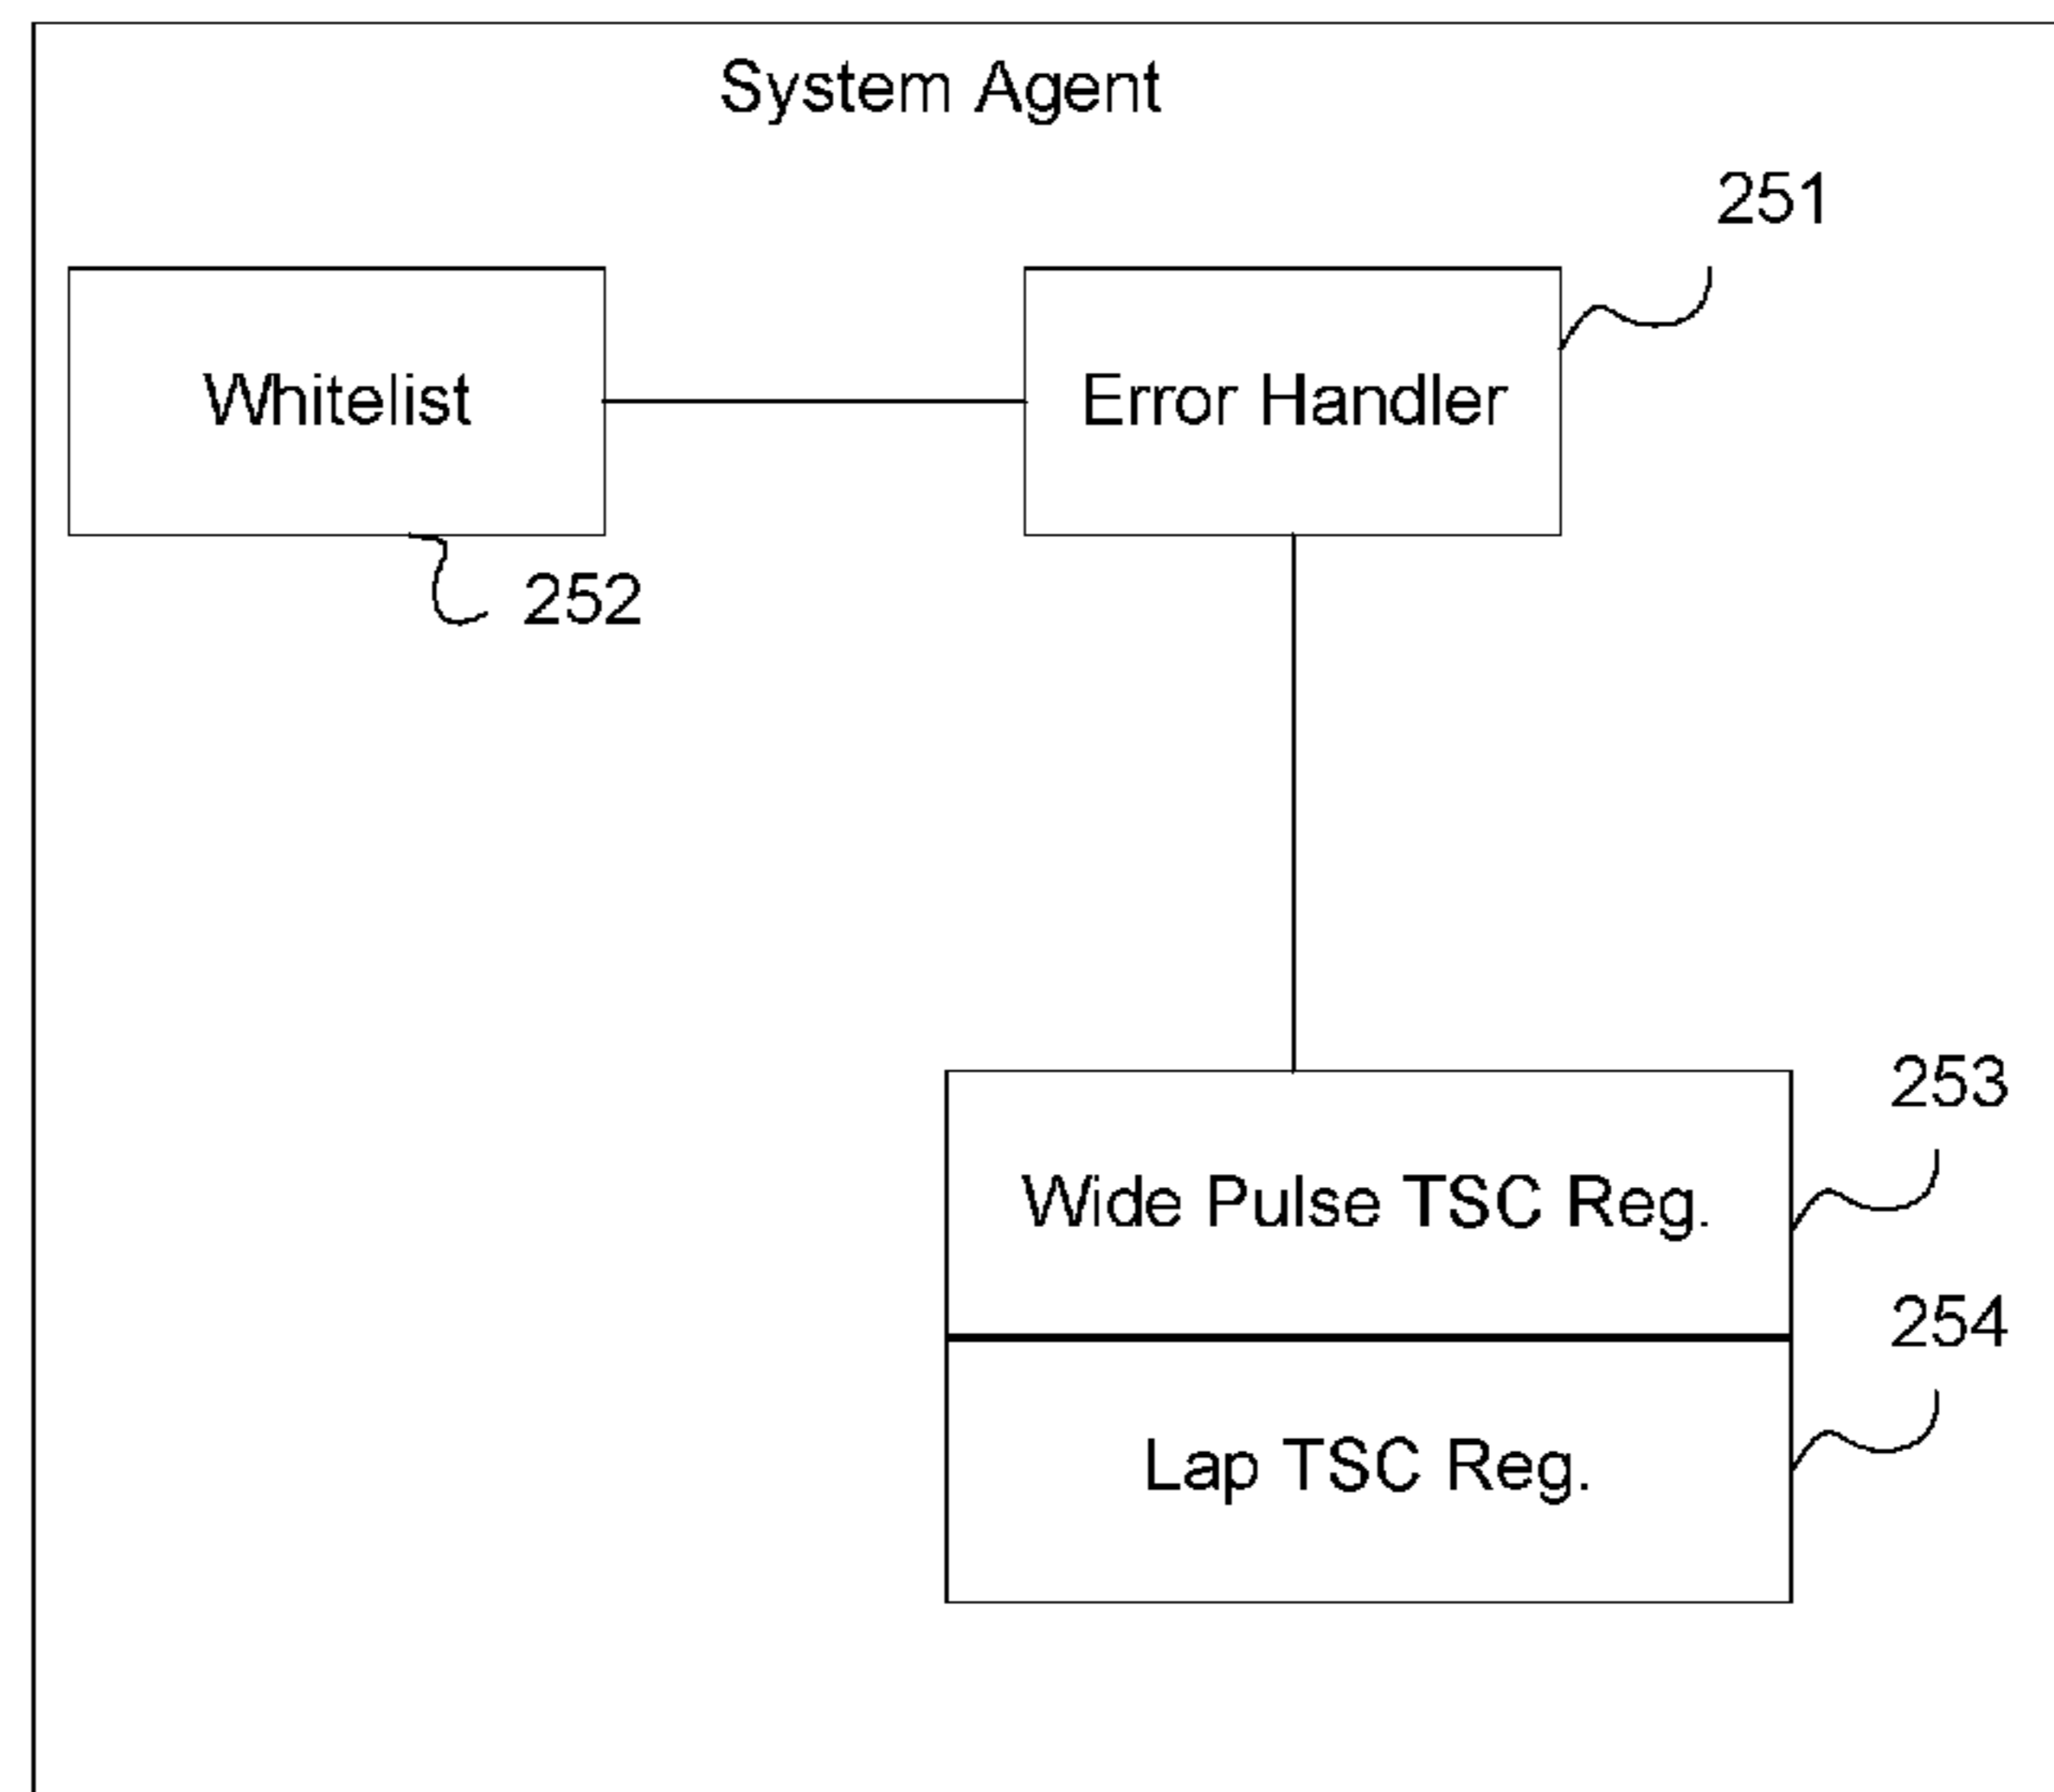 System Agent
251
Whitelist
Error Handler
252
253
Wide Pulse TSC Reg.
254
Lap TSC Reg.